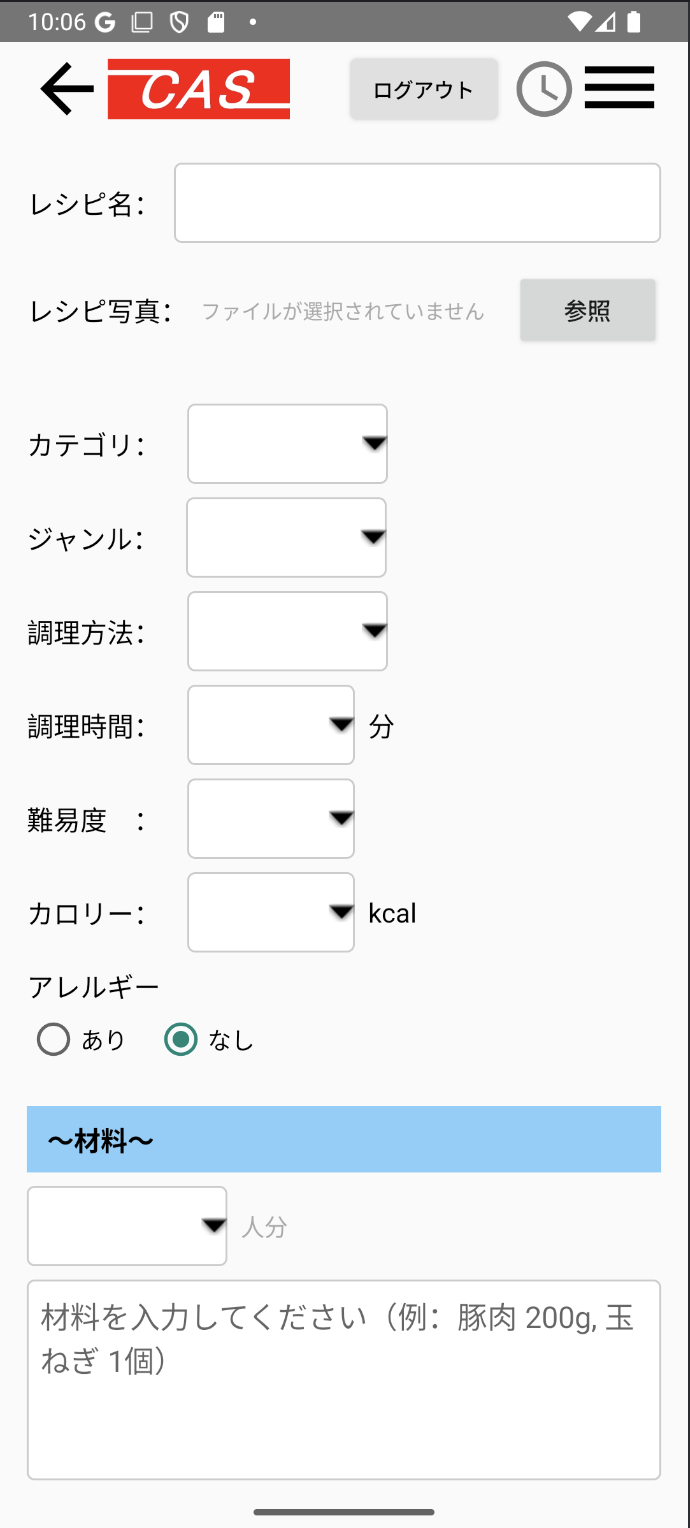 10:06
CAS
ログアウト
レシピ名：
レシピ写真： ファイルが選択されていません 参照
カテゴリ：
ジャンル：
調理方法：
調理時間： 分
難易度　：
カロリー： kcal
アレルギー
あり なし
～材料～
人分
材料を入力してください（例：豚肉 200g, 玉
ねぎ 1個）